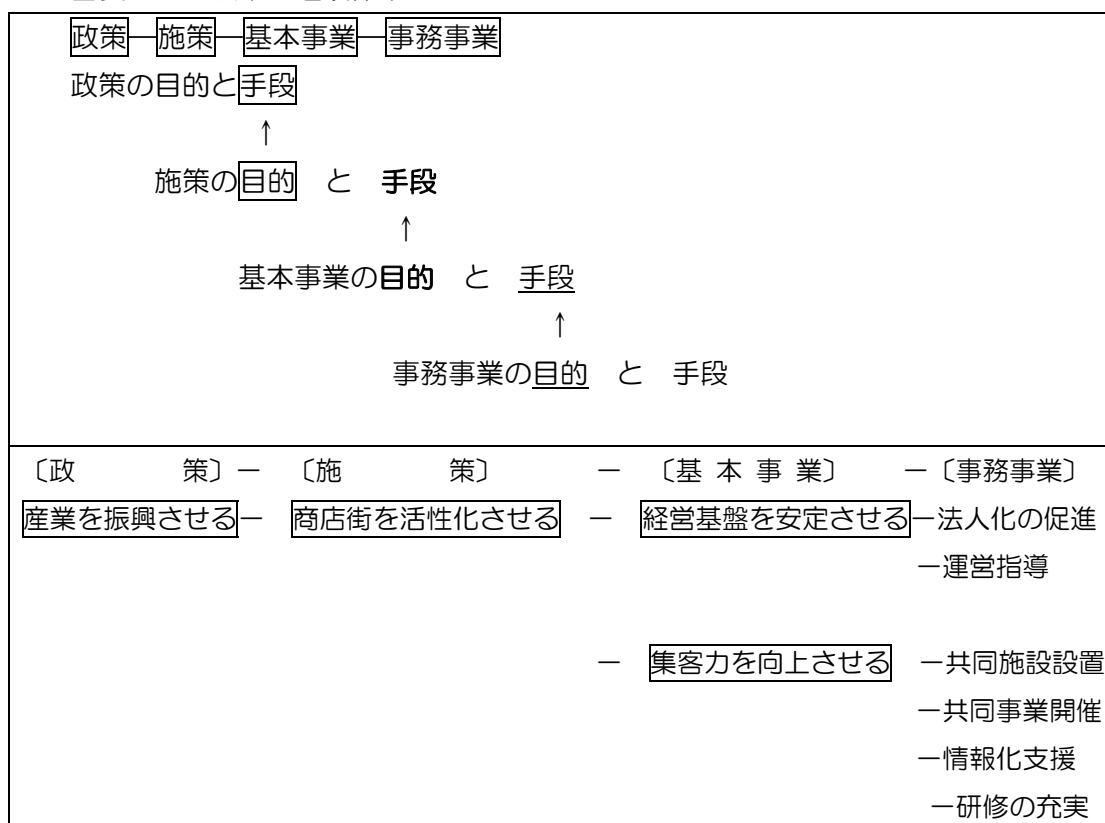 政策―施策―基本事業―事務事業
政策の目的と手段
↑
施策の目的　と　手段
↑
基本事業の目的　と　手段
↑
事務事業の目的　と　手段
〔政　　　策〕－　〔施　　　策〕　－　〔基 本 事 業〕　－〔事務事業〕
産業を振興させる－　商店街を活性化させる　－　経営基盤を安定させる－法人化の促進
－運営指導
－　集客力を向上させる　－共同施設設置
－共同事業開催
－情報化支援
－研修の充実